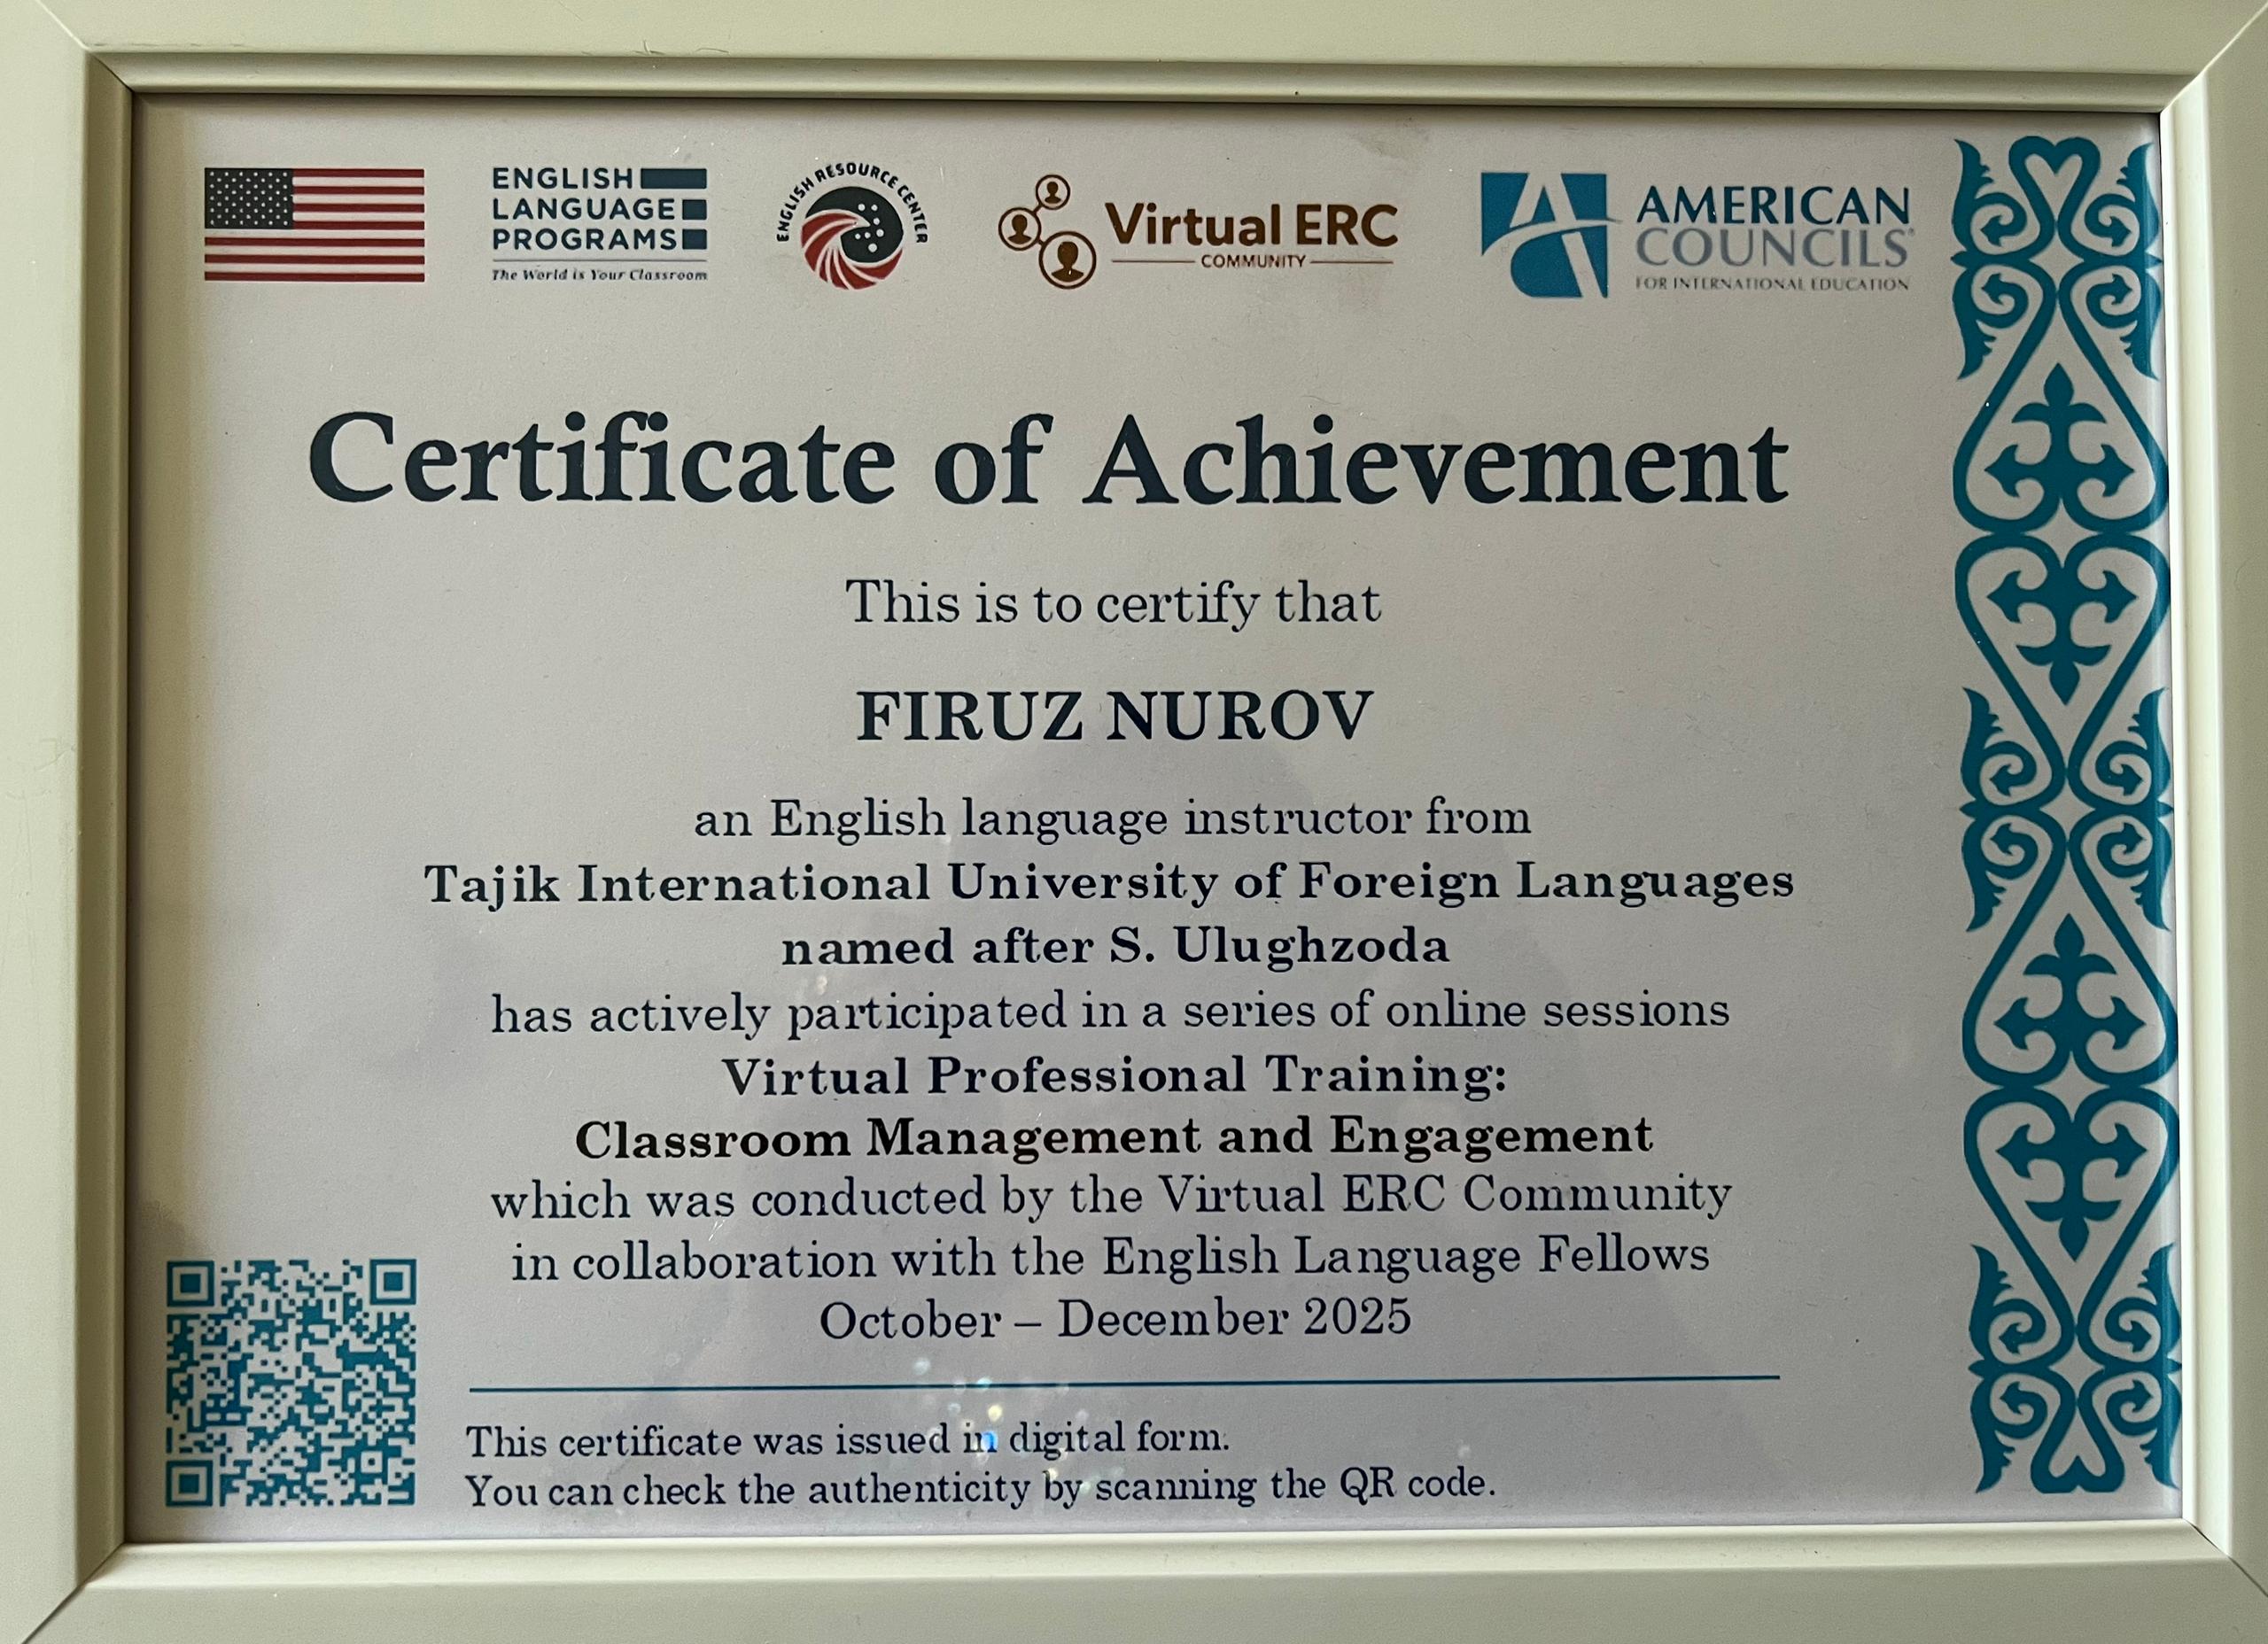 ENGLISH
LANGUAGE
PROGRAMS
The World is Your Classroom
ENGLISH RESOURCE CENTER
Virtual ERC
COMMUNITY
AMERICAN
COUNCILS®
FOR INTERNATIONAL EDUCATION
Certificate of Achievement
This is to certify that
FIRUZ NUROV
an English language instructor from
Tajik International University of Foreign Languages
named after S. Ulughzoda
has actively participated in a series of online sessions
Virtual Professional Training:
Classroom Management and Engagement
which was conducted by the Virtual ERC Community
in collaboration with the English Language Fellows
October – December 2025
This certificate was issued in digital form.
You can check the authenticity by scanning the QR code.